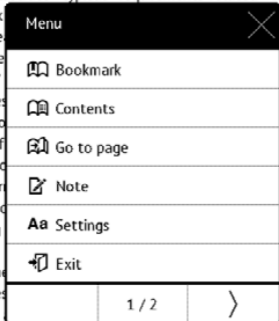 Menu
Bookmark
Contents
Go to page
Note
Aa Settings
Exit
1 / 2